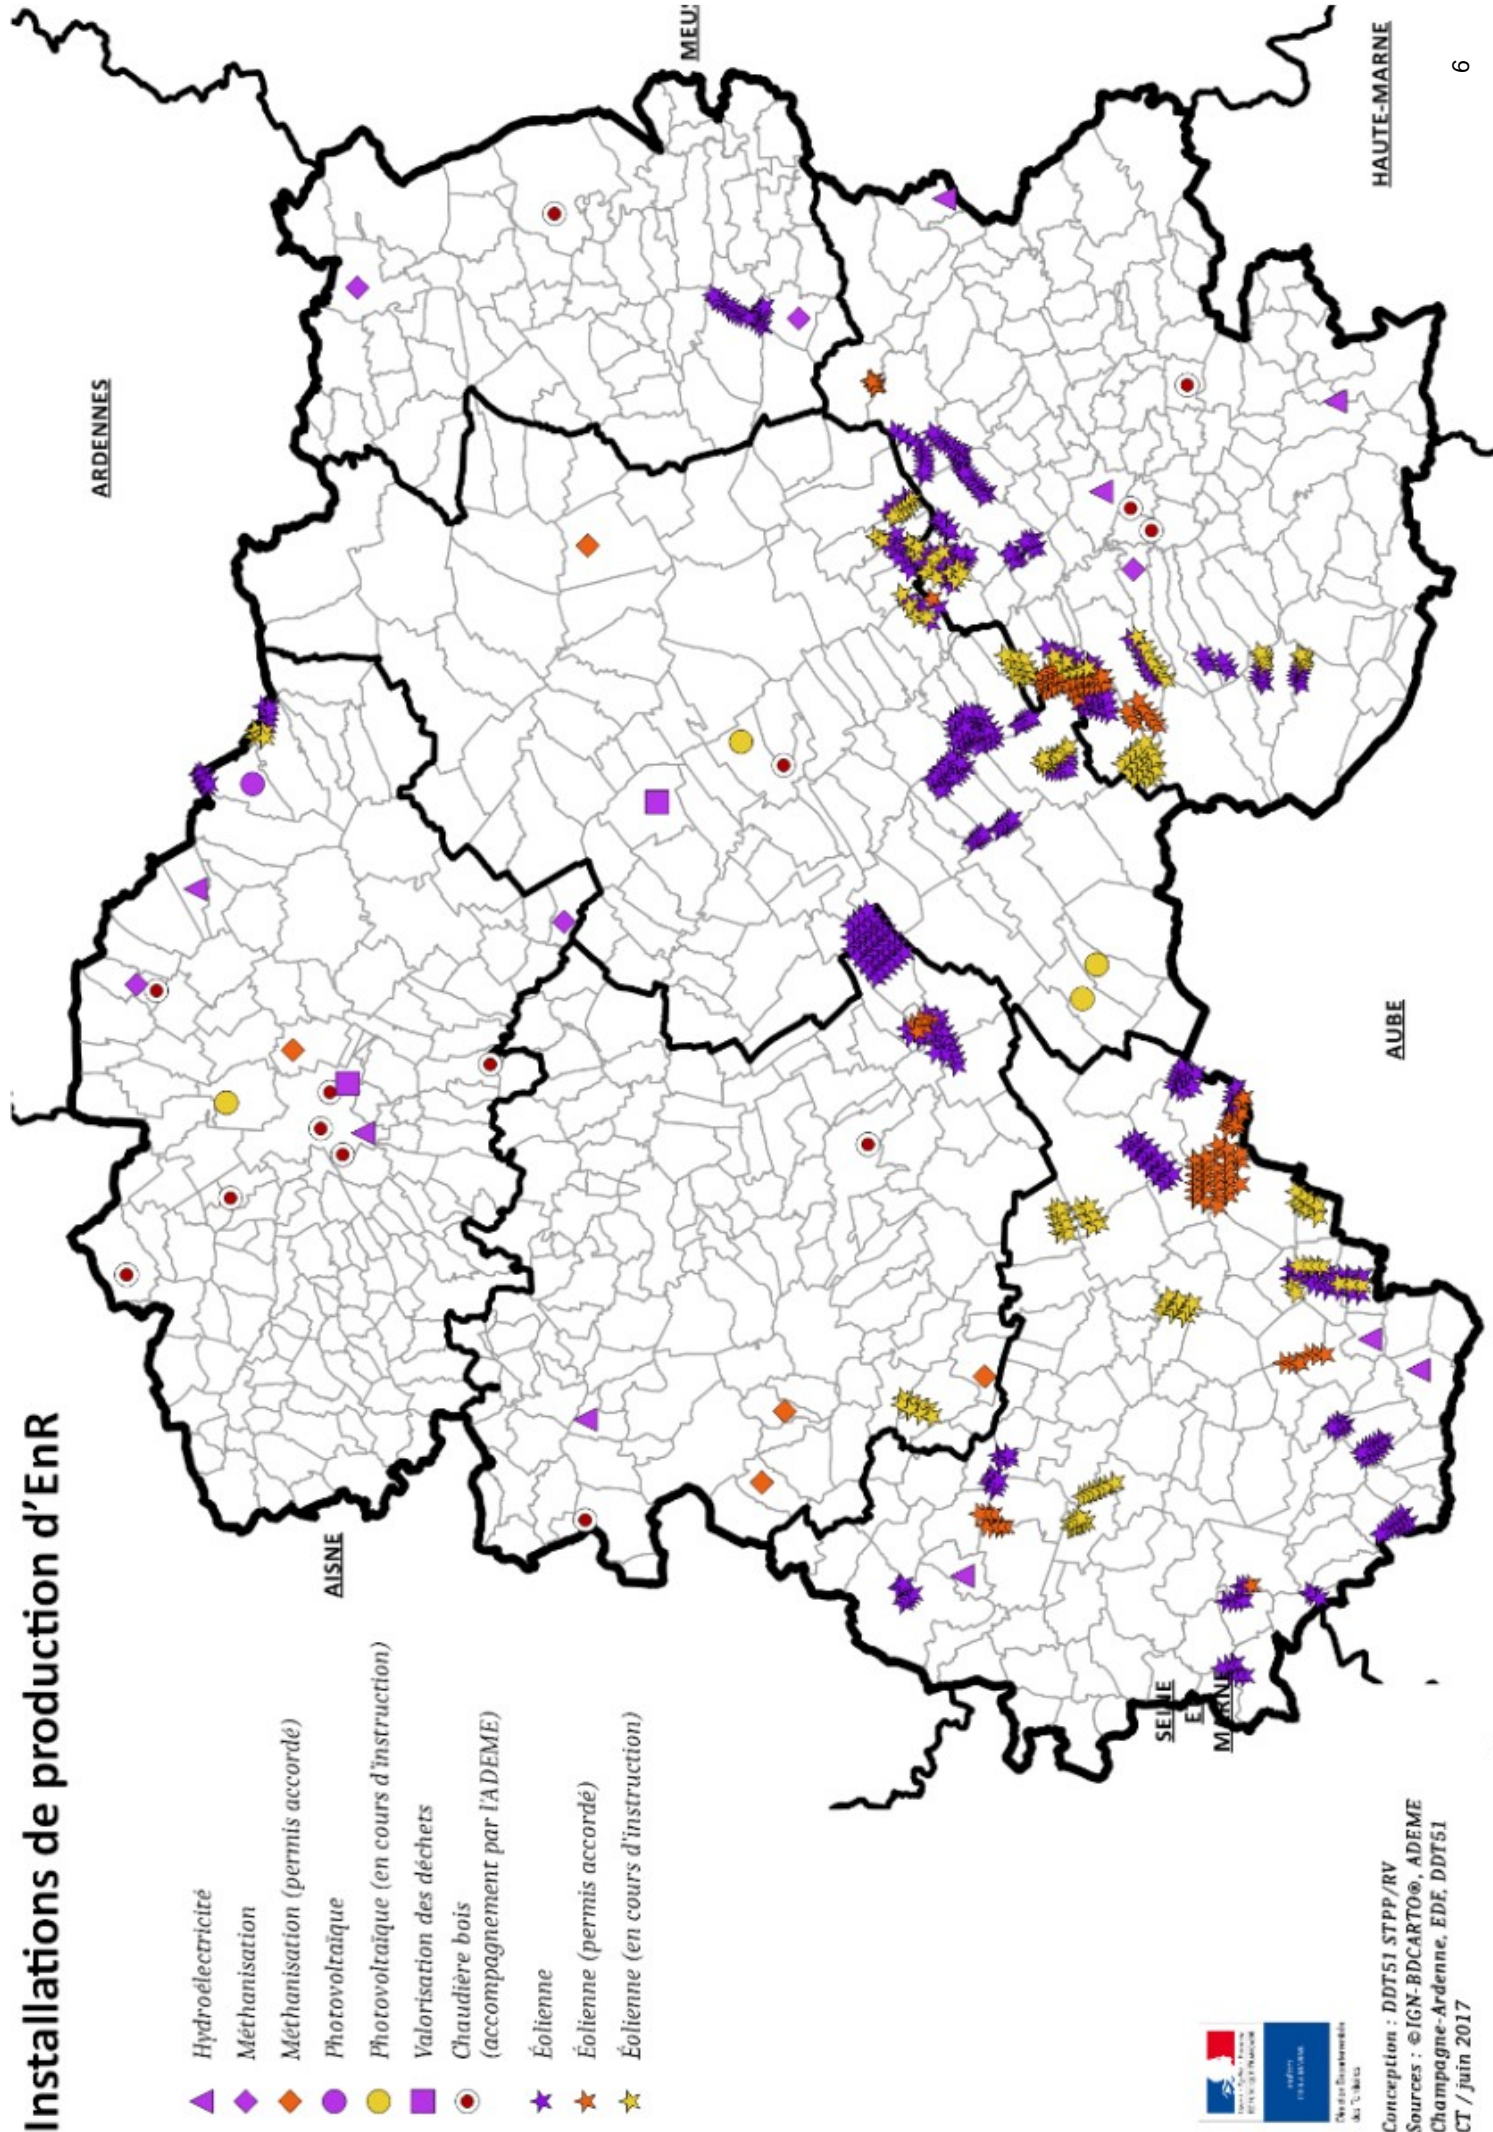 Installations de production d'EnR
Hydroélectricité
Méthanisation
Méthanisation (permis accordé)
Photovoltaïque
Photovoltaïque (en cours d'instruction)
Valorisation des déchets
Chaudière bois
(accompagnement par l'ADEME)
Éolienne
Éolienne (permis accordé)
Éolienne (en cours d'instruction)
ARDENNES
AISNE
MEU
HAUTE-MARNE
AUBE
SEINE
ET
MARNE
Conception : DDT51 STPP/RV
Sources : ©IGN-BDCARTO®, ADEME
Champagne-Ardenne, EDF, DDT51
CT / juin 2017
6